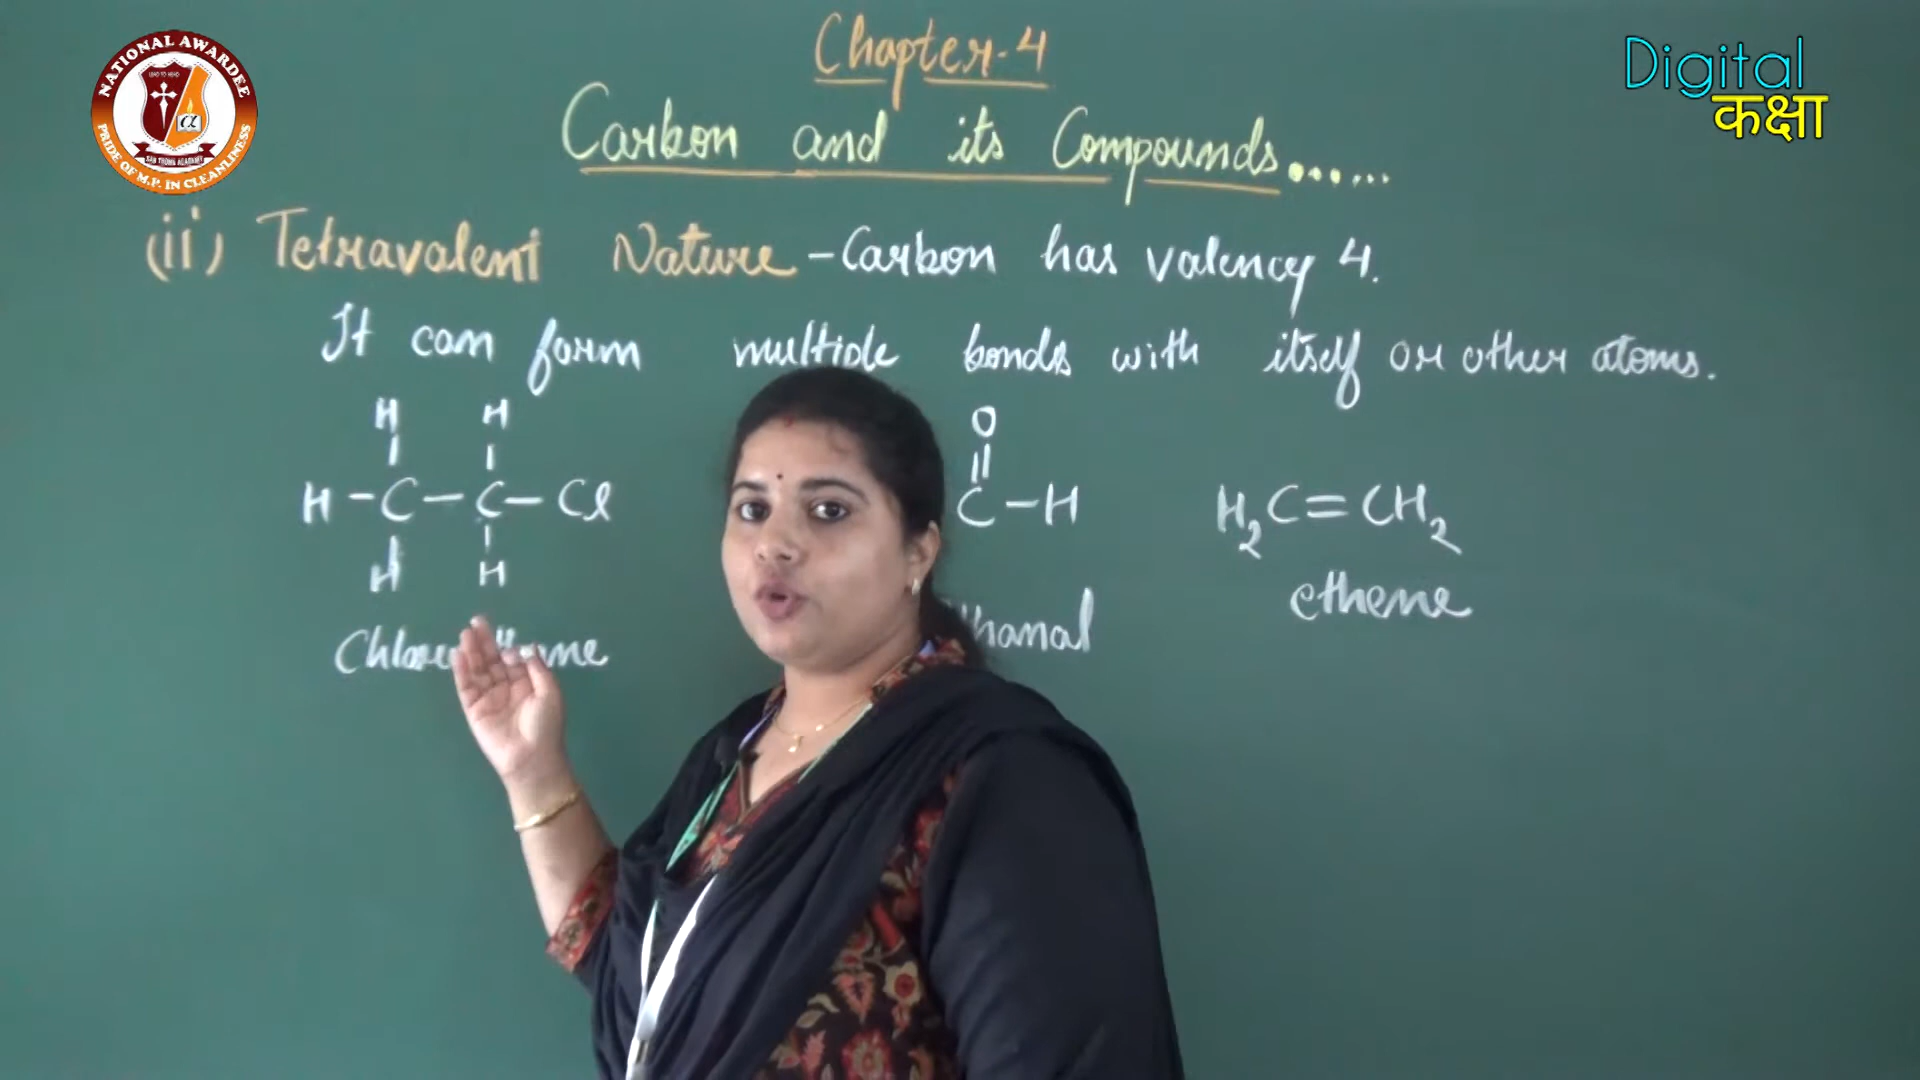 NATIONAL AWARDEE
PRIDE OF M.P. IN CLEANLINESS
Digital
कक्षा
Chapter-4
Carbon and its Compounds......
(ii) Tetravalent Nature - Carbon has valency 4.
It can form multiple bonds with itself or other atoms.
H H O
H-C-C-Cl C-H H₂C=CH₂
H H
ethene
hanal